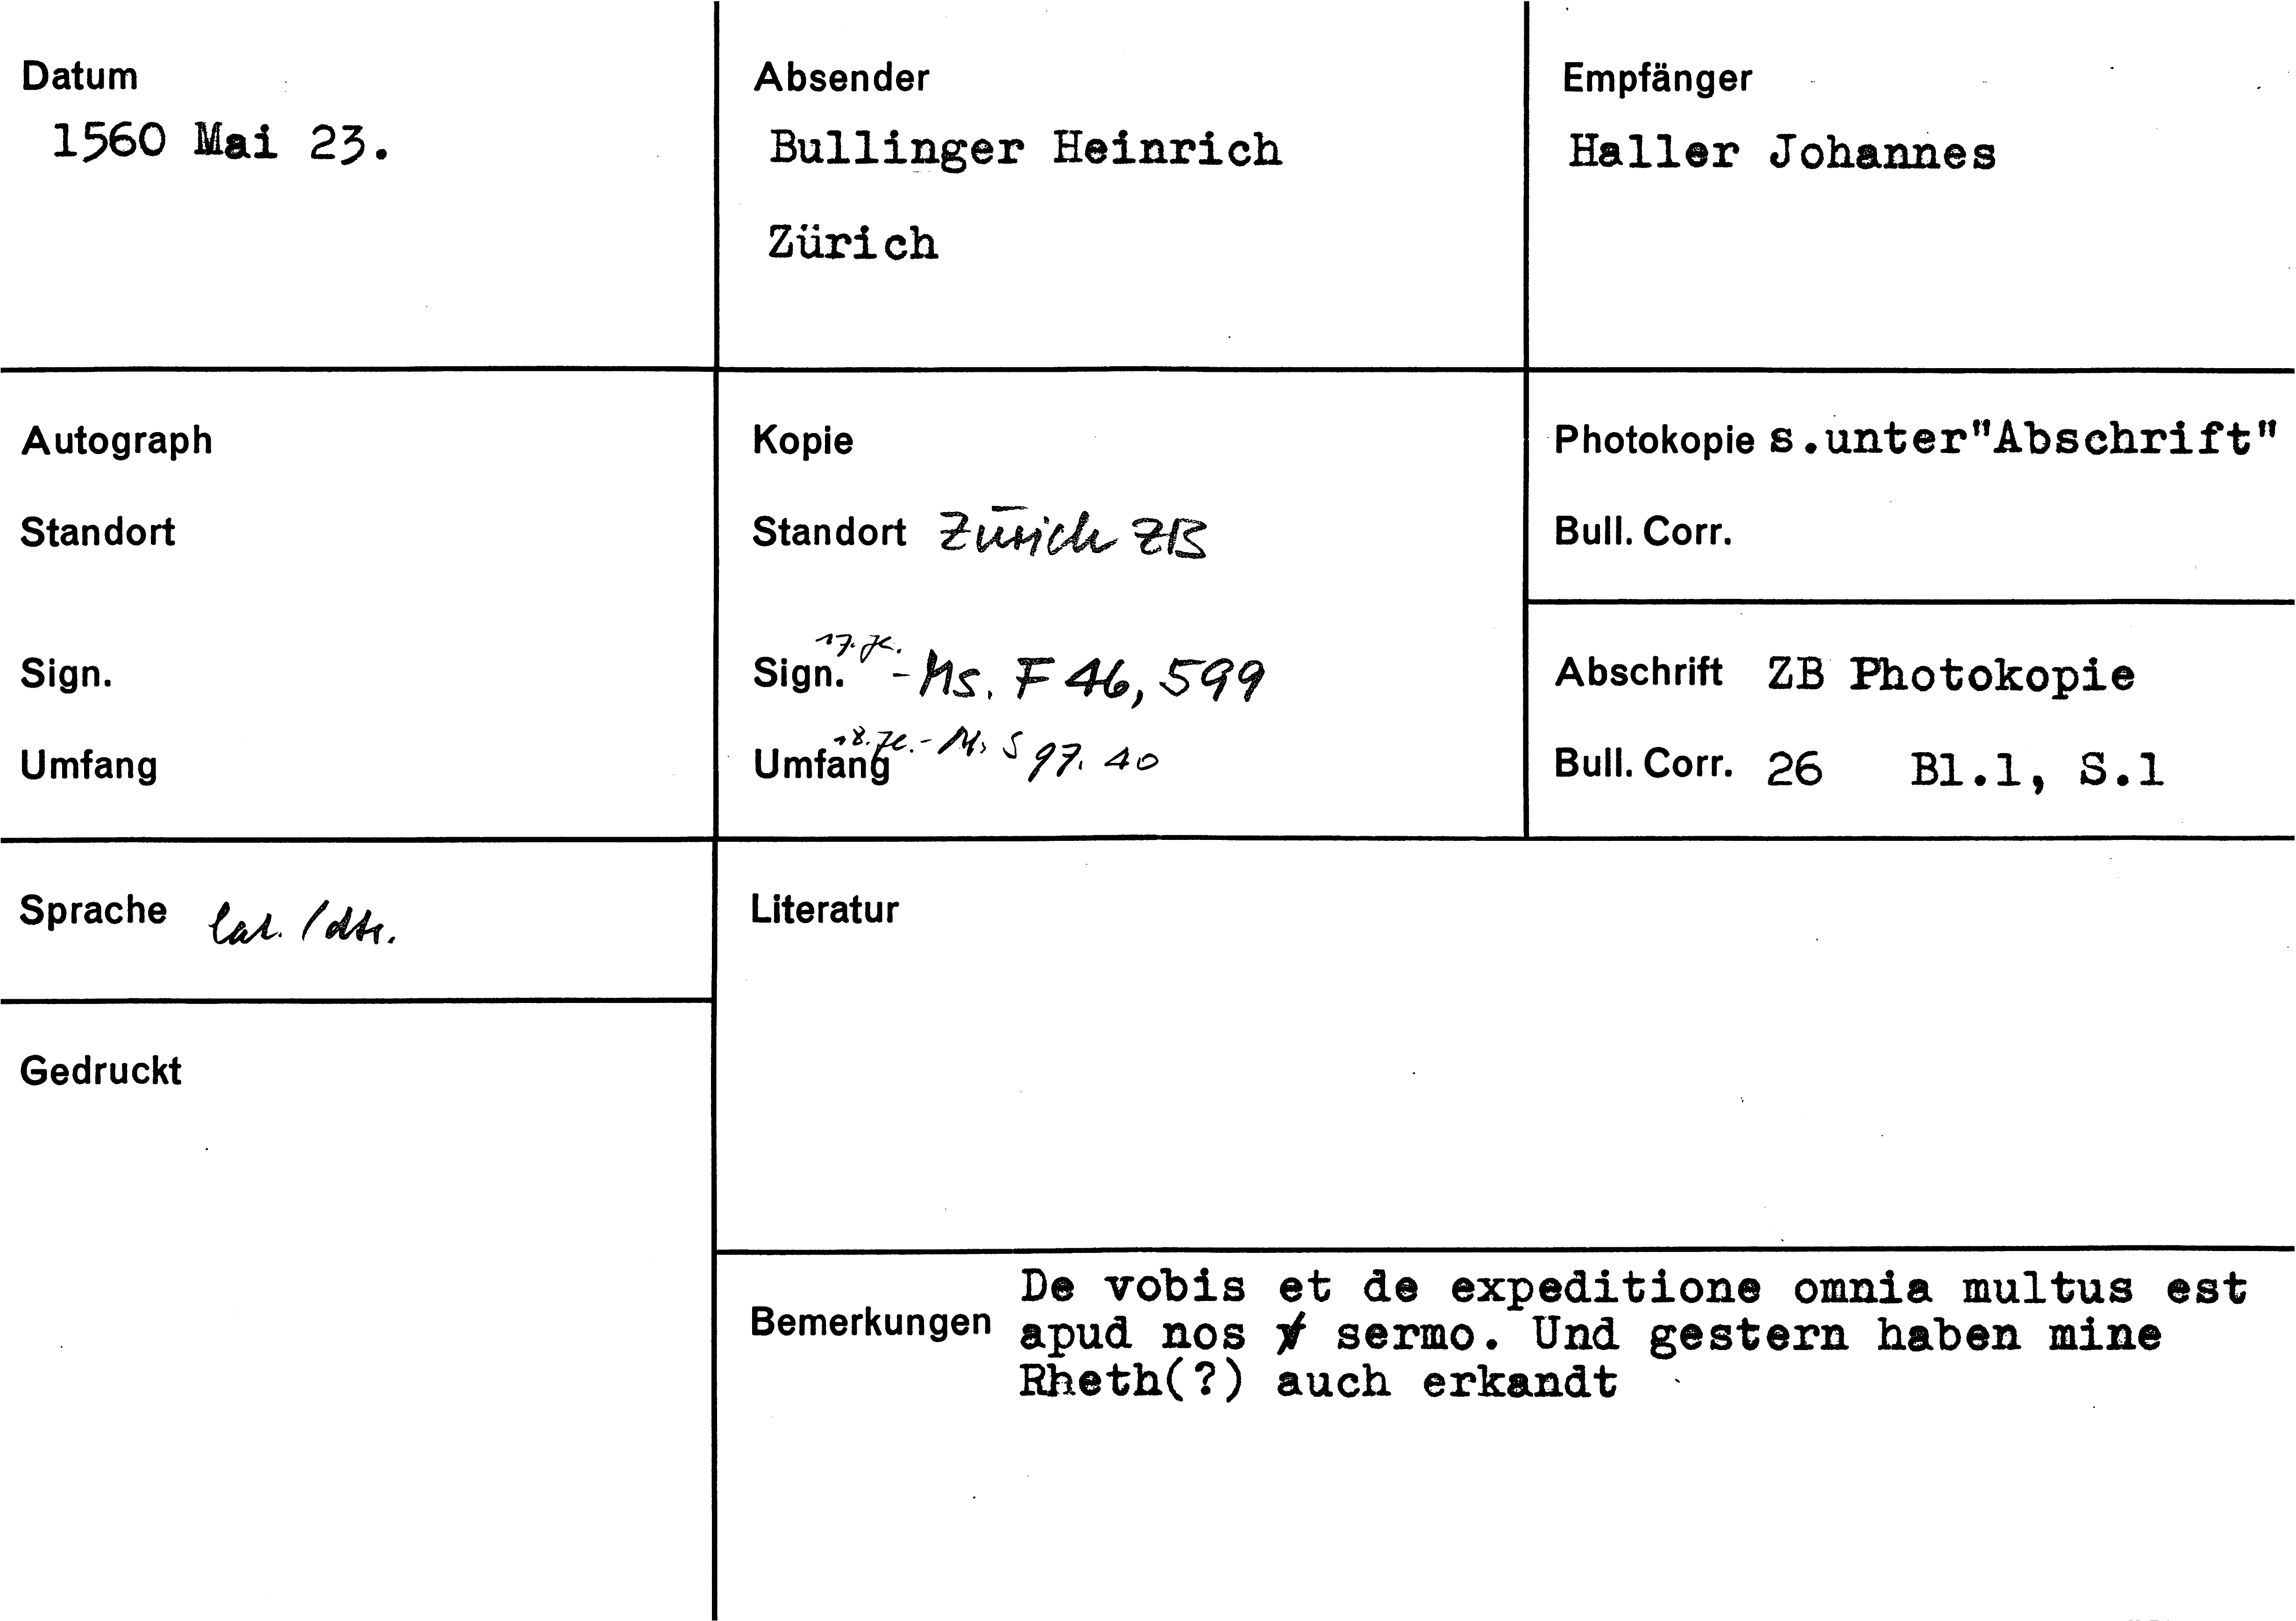 Datum
1560 Mai 23.
Absender
Bullinger Heinrich
Zürich
Empfänger
Haller Johannes
Autograph
Standort
Sign.
Umfang
Kopie
Standort Zürich ZB
17. Jh.
Sign. - Ms. F 46, 599
18. Jh. - Ms S 97. 40
Umfang
Photokopie s.unter"Abschrift"
Bull. Corr.
Abschrift ZB Photokopie
Bull. Corr. 26 Bl.1, S.1
Sprache lat. / dtr.
Gedruckt
Literatur
Bemerkungen
De vobis et de expeditione omnia multus est
apud nos sermo. Und gestern haben mine
Rheth(?) auch erkandt